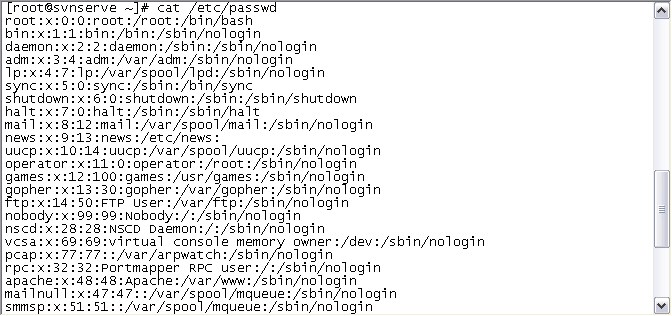 [root@svnserve ~]# cat /etc/passwd
root:x:0:0:root:/root:/bin/bash
bin:x:1:1:bin:/bin:/sbin/nologin
daemon:x:2:2:daemon:/sbin:/sbin/nologin
adm:x:3:4:adm:/var/adm:/sbin/nologin
lp:x:4:7:lp:/var/spool/lpd:/sbin/nologin
sync:x:5:0:sync:/sbin:/bin/sync
shutdown:x:6:0:shutdown:/sbin:/sbin/shutdown
halt:x:7:0:halt:/sbin:/sbin/halt
mail:x:8:12:mail:/var/spool/mail:/sbin/nologin
news:x:9:13:news:/etc/news:
uucp:x:10:14:uucp:/var/spool/uucp:/sbin/nologin
operator:x:11:0:operator:/root:/sbin/nologin
games:x:12:100:games:/usr/games:/sbin/nologin
gopher:x:13:30:gopher:/var/gopher:/sbin/nologin
ftp:x:14:50:FTP User:/var/ftp:/sbin/nologin
nobody:x:99:99:Nobody:/:/sbin/nologin
nscd:x:28:28:NSCD Daemon:/:/sbin/nologin
vcsa:x:69:69:virtual console memory owner:/dev:/sbin/nologin
pcap:x:77:77::/var/arpwatch:/sbin/nologin
rpc:x:32:32:Portmapper RPC user:/:/sbin/nologin
apache:x:48:48:Apache:/var/www:/sbin/nologin
mailnull:x:47:47::/var/spool/mqueue:/sbin/nologin
smmsp:x:51:51::/var/spool/mqueue:/sbin/nologin